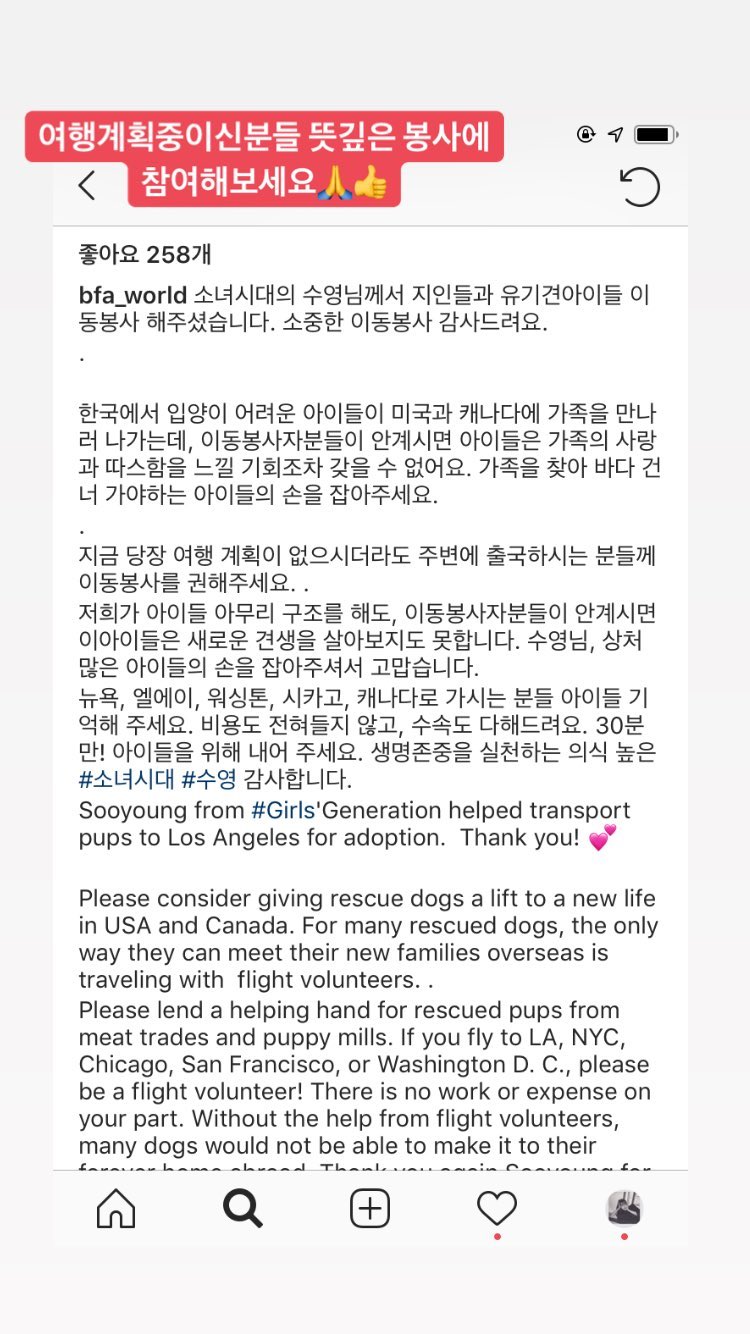 여행계획중이신분들 뜻깊은 봉사에
참여해보세요🙏👍
좋아요 258개
bfa_world 소녀시대의 수영님께서 지인들과 유기견아이들 이
동봉사 해주셨습니다. 소중한 이동봉사 감사드려요.
.
한국에서 입양이 어려운 아이들이 미국과 캐나다에 가족을 만나
러 나가는데, 이동봉사자분들이 안계시면 아이들은 가족의 사랑
과 따스함을 느낄 기회조차 갖을 수 없어요. 가족을 찾아 바다 건
너 가야하는 아이들의 손을 잡아주세요.
.
지금 당장 여행 계획이 없으시더라도 주변에 출국하시는 분들께
이동봉사를 권해주세요. .
저희가 아이들 아무리 구조를 해도, 이동봉사자분들이 안계시면
이아이들은 새로운 견생을 살아보지도 못합니다. 수영님, 상처
많은 아이들의 손을 잡아주셔서 고맙습니다.
뉴욕, 엘에이, 워싱톤, 시카고, 캐나다로 가시는 분들 아이들 기
억해 주세요. 비용도 전혀들지 않고, 수속도 다해드려요. 30분
만! 아이들을 위해 내어 주세요. 생명존중을 실천하는 의식 높은
#소녀시대 #수영 감사합니다.
Sooyoung from #Girls'Generation helped transport
pups to Los Angeles for adoption.  Thank you! 💕
Please consider giving rescue dogs a lift to a new life
in USA and Canada. For many rescued dogs, the only
way they can meet their new families overseas is
traveling with  flight volunteers. .
Please lend a helping hand for rescued pups from
meat trades and puppy mills. If you fly to LA, NYC,
Chicago, San Francisco, or Washington D. C., please
be a flight volunteer! There is no work or expense on
your part. Without the help from flight volunteers,
many dogs would not be able to make it to their
forever home abroad. Thank you again Sooyoung for